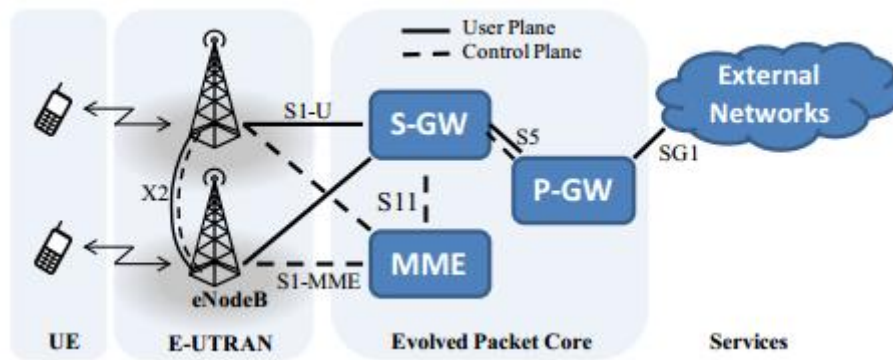 User Plane
Control Plane
External
Networks
S1-U
S-GW
S5
SG1
P-GW
X2
S11
MME
S1-MME
eNodeB
UE
E-UTRAN
Evolved Packet Core
Services